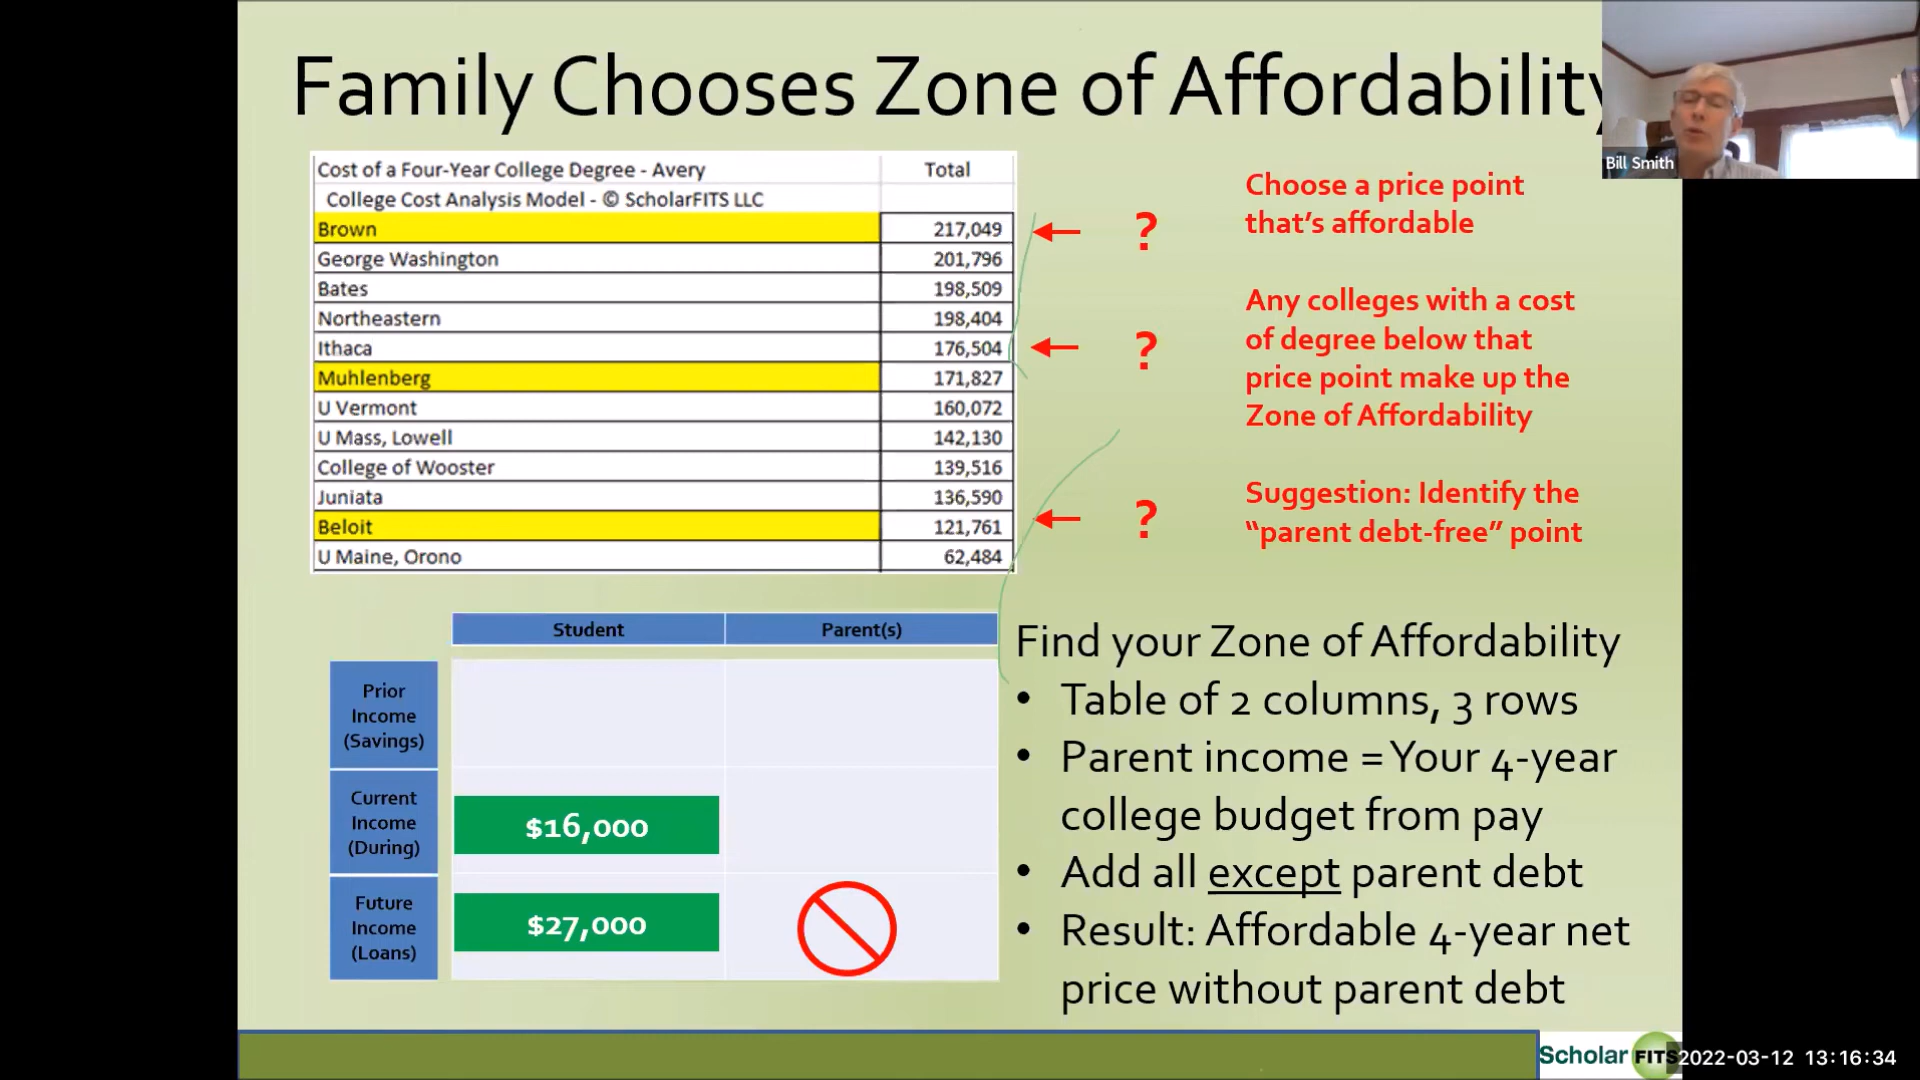 Family Chooses Zone of Affordability
Bill Smith
Cost of a Four-Year College Degree - Avery Total
College Cost Analysis Model - © ScholarFITS LLC
Brown 217,049
George Washington 201,796
Bates 198,509
Northeastern 198,404
Ithaca 176,504
Muhlenberg 171,827
U Vermont 160,072
U Mass, Lowell 142,130
College of Wooster 139,516
Juniata 136,590
Beloit 121,761
U Maine, Orono 62,484
?
?
?
Choose a price point
that's affordable
Any colleges with a cost
of degree below that
price point make up the
Zone of Affordability
Suggestion: Identify the
“parent debt-free” point
Student Parent(s)
Prior
Income
(Savings)
Current
Income
(During)
$16,000
Future
Income
(Loans)
$27,000
Find your Zone of Affordability
• Table of 2 columns, 3 rows
• Parent income = Your 4-year
college budget from pay
• Add all except parent debt
• Result: Affordable 4-year net
price without parent debt
Scholar FITS
2022-03-12 13:16:34